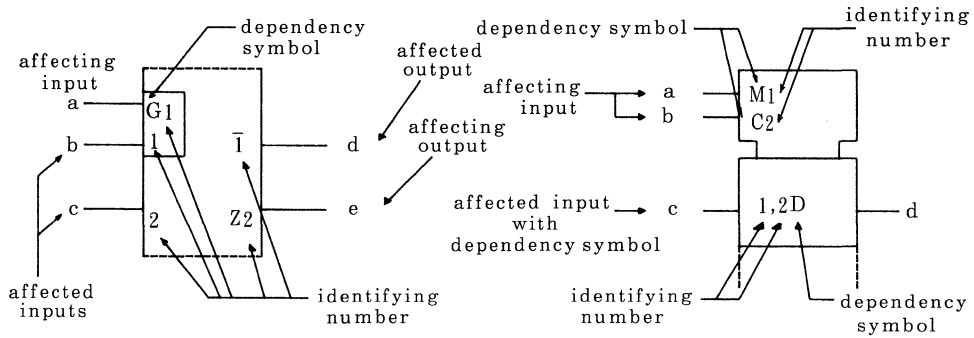 dependency
symbol
affecting
input
a
b
c
G1
1
2
1̅
Z2
affected
output
d
affecting
output
e
affected
inputs
identifying
number
dependency symbol
identifying
number
affecting
input
a
b
M1
C2
affected input
with
dependency symbol
c
1,2D
d
identifying
number
dependency
symbol